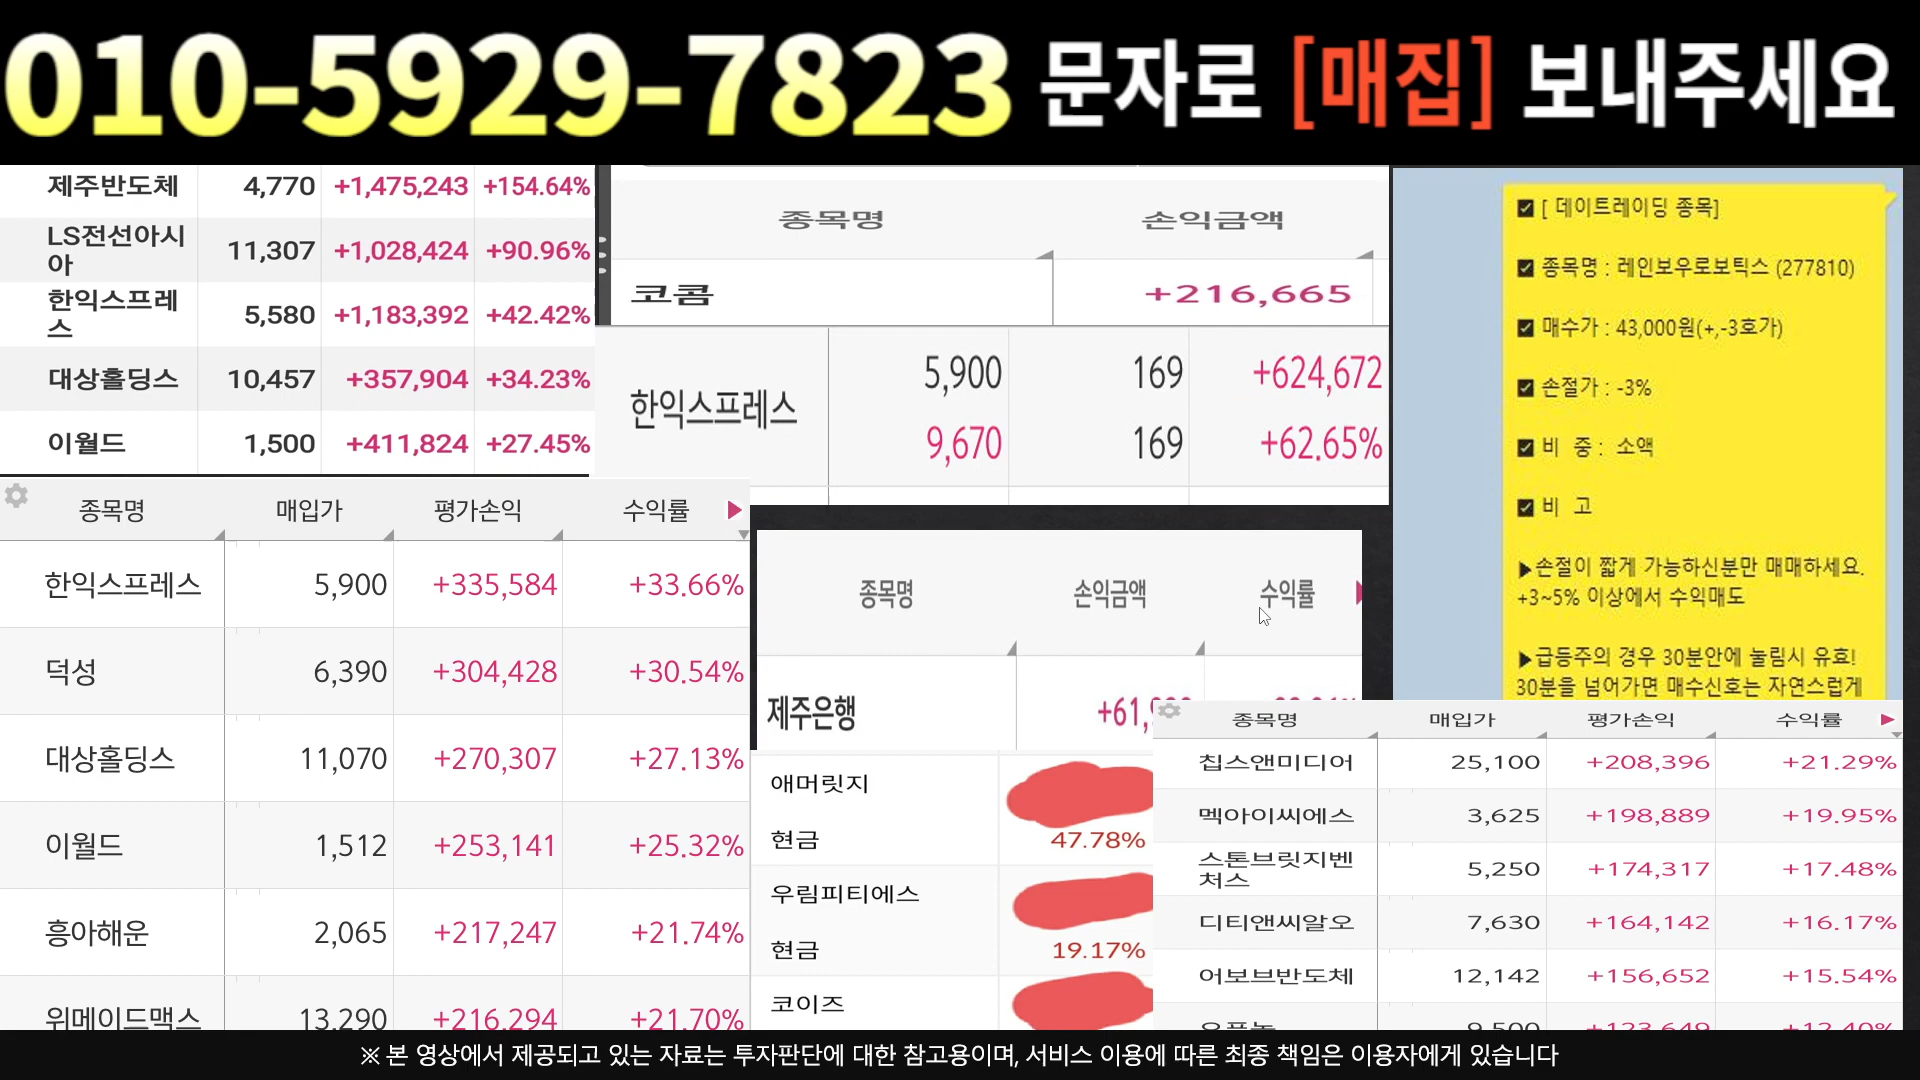 010-5929-7823 문자로 [매집] 보내주세요
제주반도체 4,770 +1,475,243 +154.64%
LS전선아시아 11,307 +1,028,424 +90.96%
한익스프레스 5,580 +1,183,392 +42.42%
대상홀딩스 10,457 +357,904 +34.23%
이월드 1,500 +411,824 +27.45%
종목명 손익금액
코콤 +216,665
한익스프레스 5,900 169 +624,672
9,670 169 +62.65%
[ 데이트레이딩 종목]
종목명 : 레인보우로보틱스 (277810)
매수가 : 43,000원(+,-3호가)
손절가 : -3%
비 중 : 소액
비 고
▶손절이 짧게 가능하신분만 매매하세요.
+3~5% 이상에서 수익매도
▶급등주의 경우 30분안에 눌림시 유효!
30분을 넘어가면 매수신호는 자연스럽게
종목명 매입가 평가손익 수익률
한익스프레스 5,900 +335,584 +33.66%
덕성 6,390 +304,428 +30.54%
대상홀딩스 11,070 +270,307 +27.13%
이월드 1,512 +253,141 +25.32%
흥아해운 2,065 +217,247 +21.74%
위메이드맥스 13,290 +216,294 +21.70%
종목명 손익금액 수익률
제주은행 +61,
애머릿지
현금 47.78%
우림피티에스
현금 19.17%
코이즈
종목명 매입가 평가손익 수익률
칩스앤미디어 25,100 +208,396 +21.29%
멕아이씨에스 3,625 +198,889 +19.95%
스톤브릿지벤처스 5,250 +174,317 +17.48%
디티앤씨알오 7,630 +164,142 +16.17%
어보브반도체 12,142 +156,652 +15.54%
※ 본 영상에서 제공되고 있는 자료는 투자판단에 대한 참고용이며, 서비스 이용에 따른 최종 책임은 이용자에게 있습니다